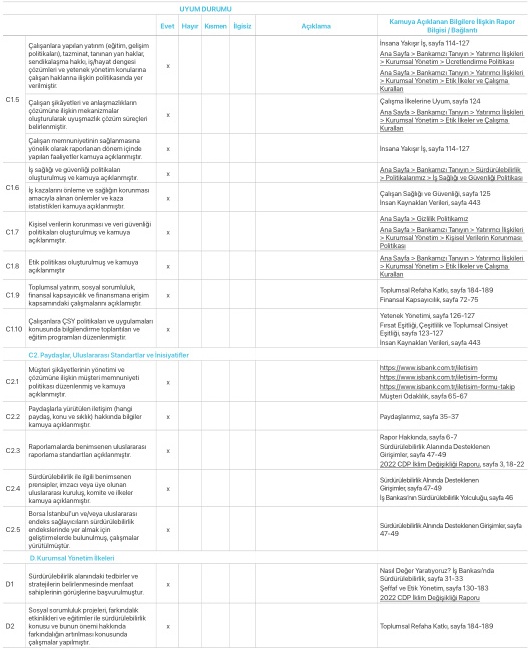 UYUM DURUMU
Evet Hayır Kısmen İlgisiz Açıklama Kamuya Açıklanan Bilgilere İlişkin Rapor
Bilgisi / Bağlantı
C1.5
Çalışanlara yapılan yatırım (eğitim, gelişim
politikaları), tazminat, tanınan yan haklar,
sendikalaşma hakkı, iş/hayat dengesi
çözümleri ve yetenek yönetim konularına
çalışan haklarına ilişkin politikasında yer
verilmiştir.
x
İnsana Yakışır İş, sayfa 114-127
Ana Sayfa > Bankamızı Tanıyın > Yatırımcı İlişkileri
> Kurumsal Yönetim > Ücretlendirme Politikası
Ana Sayfa > Bankamızı Tanıyın > Yatırımcı İlişkileri
> Kurumsal Yönetim > Etik İlkeler ve Çalışma
Kuralları
Çalışan şikâyetleri ve anlaşmazlıkların
çözümüne ilişkin mekanizmalar
oluşturularak uyuşmazlık çözüm süreçleri
belirlenmiştir.
x
Çalışma İlkelerine Uyum, sayfa 124
Ana Sayfa > Bankamızı Tanıyın > Yatırımcı İlişkileri
> Kurumsal Yönetim > Etik İlkeler ve Çalışma
Kuralları
Çalışan memnuniyetinin sağlanmasına
yönelik olarak raporlanan dönem içinde
yapılan faaliyetler kamuya açıklanmıştır.
x
İnsana Yakışır İş, sayfa 114-127
C1.6
İş sağlığı ve güvenliği politikaları
oluşturulmuş ve kamuya açıklanmıştır.
x
Ana Sayfa > Bankamızı Tanıyın > Sürdürülebilirlik
> Politikalarımız > İş Sağlığı ve Güvenliği Politikası
İş kazalarını önleme ve sağlığın korunması
amacıyla alınan önlemler ve kaza
istatistikleri kamuya açıklanmıştır.
x
Çalışan Sağlığı ve Güvenliği, sayfa 125
İnsan Kaynakları Verileri, sayfa 443
C1.7
Kişisel verilerin korunması ve veri güvenliği
politikaları oluşturulmuş ve kamuya
açıklanmıştır.
x
Ana Sayfa > Gizlilik Politikamız
Ana Sayfa > Bankamızı Tanıyın > Yatırımcı İlişkileri
> Kurumsal Yönetim > Kişisel Verilerin Korunması
Politikası
C1.8
Etik politikası oluşturulmuş ve kamuya
açıklanmıştır.
x
Ana Sayfa > Bankamızı Tanıyın > Yatırımcı İlişkileri
> Kurumsal Yönetim > Etik İlkeler ve Çalışma
Kuralları
C1.9
Toplumsal yatırım, sosyal sorumluluk,
finansal kapsayıcılık ve finansmana erişim
kapsamındaki çalışmalarını açıklamıştır.
x
Toplumsal Refaha Katkı, sayfa 184-189
Finansal Kapsayıcılık, sayfa 72-75
C1.10
Çalışanlara ÇSY politikaları ve uygulamaları
konusunda bilgilendirme toplantıları ve
eğitim programları düzenlenmiştir.
x
Yetenek Yönetimi, sayfa 126-127
Fırsat Eşitliği, Çeşitlilik ve Toplumsal Cinsiyet
Eşitliği, sayfa 123-127
İnsan Kaynakları Verileri, sayfa 443
C2. Paydaşlar, Uluslararası Standartlar ve İnisiyatifler
C2.1
Müşteri şikâyetlerinin yönetimi ve
çözümüne ilişkin müşteri memnuniyeti
politikası düzenlenmiş ve kamuya
açıklanmıştır.
x
https://www.isbank.com.tr/iletisim
https://www.isbank.com.tr/iletisim-formu
https://www.isbank.com.tr/iletisim-formu-takip
Müşteri Odaklılık, sayfa 65-67
C2.2
Paydaşlarla yürütülen iletişim (hangi
paydaş, konu ve sıklık) hakkında bilgiler
kamuya açıklanmıştır.
x
Paydaşlarımız, sayfa 35-37
C2.3
Raporlamalarda benimsenen uluslararası
raporlama standartları açıklanmıştır.
x
Rapor Hakkında, sayfa 6-7
Sürdürülebilirlik Alanında Desteklenen
Girişimler, sayfa 47-49
2022 CDP İklim Değişikliği Raporu, sayfa 3, 18-22
C2.4
Sürdürülebilirlik ile ilgili benimsenen
prensipler, imzacı veya üye olunan
uluslararası kuruluş, komite ve ilkeler
kamuya açıklanmıştır.
x
Sürdürülebilirlik Alnında Desteklenen
Girişimler, sayfa 47-49
İş Bankası'nın Sürdürülebilirlik Yolculuğu, sayfa 46
C2.5
Borsa İstanbul'un ve/veya uluslararası
endeks sağlayıcıların sürdürülebilirlik
endekslerinde yer almak için
geliştirmelerde bulunulmuş, çalışmalar
yürütülmüştür.
x
Sürdürülebilirlik Alnında Desteklenen Girişimler, sayfa
47-49
D. Kurumsal Yönetim İlkeleri
D1
Sürdürülebilirlik alanındaki tedbirler ve
stratejilerin belirlenmesinde menfaat
sahiplerinin görüşlerine başvurulmuştur.
x
Nasıl Değer Yaratıyoruz? İş Bankası'nda
Sürdürülebilirlik, sayfa 31-33
Şeffaf ve Etik Yönetim, sayfa 130-183
2022 CDP İklim Değişikliği Raporu
D2
Sosyal sorumluluk projeleri, farkındalık
etkinlikleri ve eğitimler ile sürdürülebilirlik
konusu ve bunun önemi hakkında
farkındalığın artırılması konusunda
çalışmalar yapılmıştır.
x
Toplumsal Refaha Katkı, sayfa 184-189